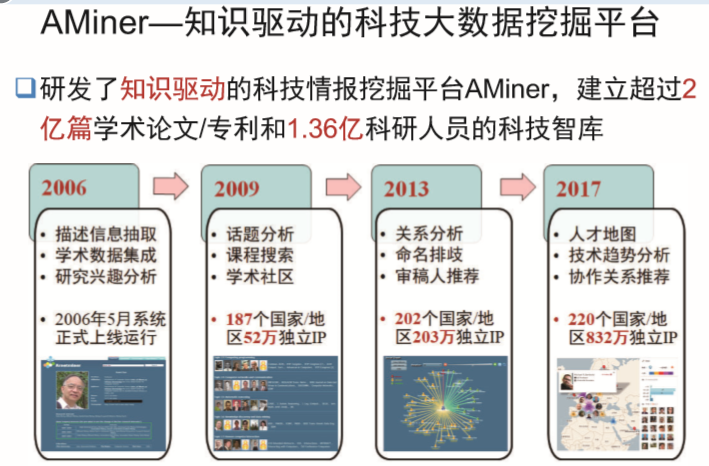 AMiner—知识驱动的科技大数据挖掘平台
研发了知识驱动的科技情报挖掘平台AMiner，建立超过2
亿篇学术论文/专利和1.36亿科研人员的科技智库
2006
• 描述信息抽取
• 学术数据集成
• 研究兴趣分析
• 2006年5月系统
正式上线运行
2009
• 话题分析
• 课程搜索
• 学术社区
• 187个国家/地
区52万独立IP
2013
• 关系分析
• 命名排歧
• 审稿人推荐
• 202个国家/地
区203万独立IP
2017
• 人才地图
• 技术趋势分析
• 协作关系推荐
• 220个国家/地
区832万独立IP